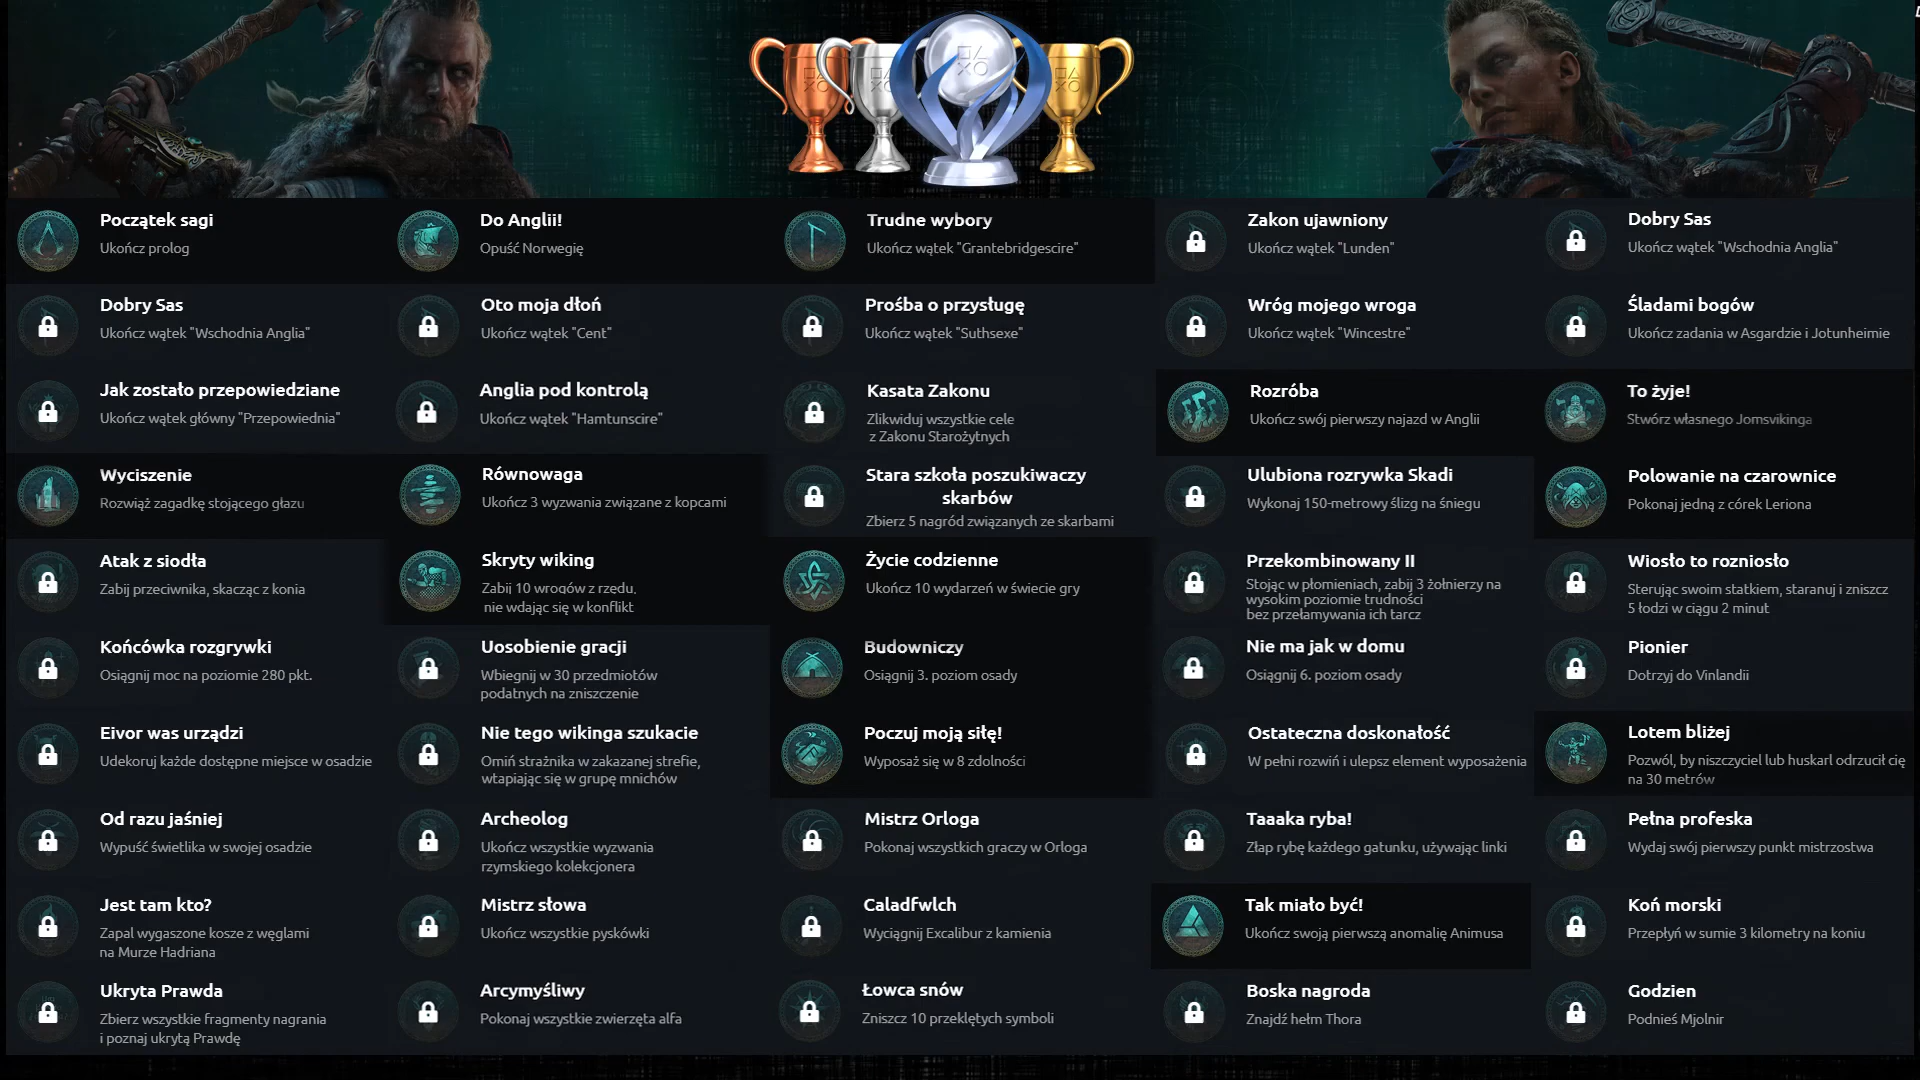 Początek sagi
Ukończ prolog
Do Anglii!
Opuść Norwegię
Trudne wybory
Ukończ wątek "Grantebridgescire"
Zakon ujawniony
Ukończ wątek "Lunden"
Dobry Sas
Ukończ wątek "Wschodnia Anglia"
Dobry Sas
Ukończ wątek "Wschodnia Anglia"
Oto moja dłoń
Ukończ wątek "Cent"
Prośba o przysługę
Ukończ wątek "Suthsexe"
Wróg mojego wroga
Ukończ wątek "Wincestre"
Śladami bogów
Ukończ zadania w Asgardzie i Jotunheimie
Jak zostało przepowiedziane
Ukończ wątek główny "Przepowiednia"
Anglia pod kontrolą
Ukończ wątek "Hamtunscire"
Kasata Zakonu
Zlikwiduj wszystkie cele
z Zakonu Starożytnych
Rozróba
Ukończ swój pierwszy najazd w Anglii
To żyje!
Stwórz własnego Jomsvikinga
Wyciszenie
Rozwiąż zagadkę stojącego głazu
Równowaga
Ukończ 3 wyzwania związane z kopcami
Stara szkoła poszukiwaczy
skarbów
Zbierz 5 nagród związanych ze skarbami
Ulubiona rozrywka Skadi
Wykonaj 150-metrowy ślizg na śniegu
Polowanie na czarownice
Pokonaj jedną z córek Leriona
Atak z siodła
Zabij przeciwnika, skacząc z konia
Skryty wiking
Zabij 10 wrogów z rzędu,
nie wdając się w konflikt
Życie codzienne
Ukończ 10 wydarzeń w świecie gry
Przekombinowany II
Stojąc w płomieniach, zabij 3 żołnierzy na
wysokim poziomie trudności
bez przełamywania ich tarcz
Wiosło to rozniosło
Sterując swoim statkiem, staranuj i zniszcz
5 łodzi w ciągu 2 minut
Końcówka rozgrywki
Osiągnij moc na poziomie 280 pkt.
Uosobienie gracji
Wbiegnij w 30 przedmiotów
podatnych na zniszczenie
Budowniczy
Osiągnij 3. poziom osady
Nie ma jak w domu
Osiągnij 6. poziom osady
Pionier
Dotrzyj do Vinlandii
Eivor was urządzi
Udekoruj każde dostępne miejsce w osadzie
Nie tego wikinga szukacie
Omiń strażnika w zakazanej strefie,
wtapiając się w grupę mnichów
Poczuj moją siłę!
Wyposaż się w 8 zdolności
Ostateczna doskonałość
W pełni rozwiń i ulepsz element wyposażenia
Lotem bliżej
Pozwól, by niszczyciel lub huskarl odrzucił cię
na 30 metrów
Od razu jaśniej
Wypuść świetlika w swojej osadzie
Archeolog
Ukończ wszystkie wyzwania
rzymskiego kolekcjonera
Mistrz Orloga
Pokonaj wszystkich graczy w Orloga
Taaaka ryba!
Złap rybę każdego gatunku, używając linki
Pełna profeska
Wydaj swój pierwszy punkt mistrzostwa
Jest tam kto?
Zapal wygaszone kosze z węglami
na Murze Hadriana
Mistrz słowa
Ukończ wszystkie pyskówki
Caladfwlch
Wyciągnij Excalibur z kamienia
Tak miało być!
Ukończ swoją pierwszą anomalię Animusa
Koń morski
Przepłyń w sumie 3 kilometry na koniu
Ukryta Prawda
Zbierz wszystkie fragmenty nagrania
i poznaj ukrytą Prawdę
Arcymyśliwy
Pokonaj wszystkie zwierzęta alfa
Łowca snów
Zniszcz 10 przeklętych symboli
Boska nagroda
Znajdź hełm Thora
Godzien
Podnieś Mjolnir